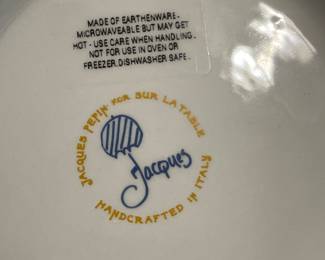 MADE OF EARTHENWARE-
MICROWAVEABLE BUT MAY GET
HOT - USE CARE WHEN HANDLING.
NOT FOR USE IN OVEN OR
FREEZER.DISHWASHER SAFE.
JACQUES PEPIN FOR SUR LA TABLE
Jacques
HANDCRAFTED IN ITALY